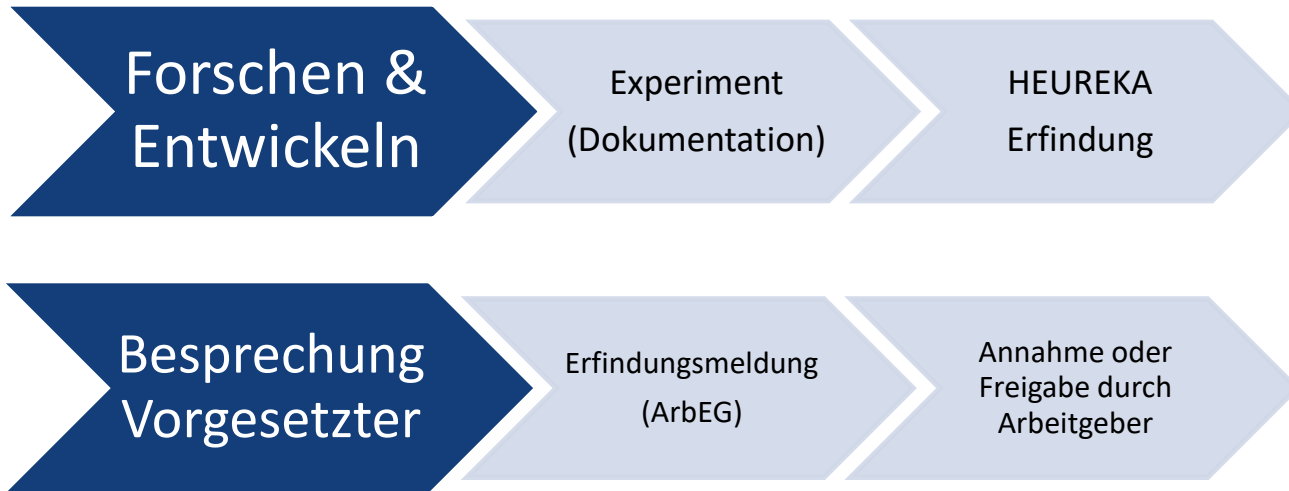 Forschen &
Entwickeln
Experiment
(Dokumentation)
HEUREKA
Erfindung
Besprechung
Vorgesetzter
Erfindungsmeldung
(ArbEG)
Annahme oder
Freigabe durch
Arbeitgeber